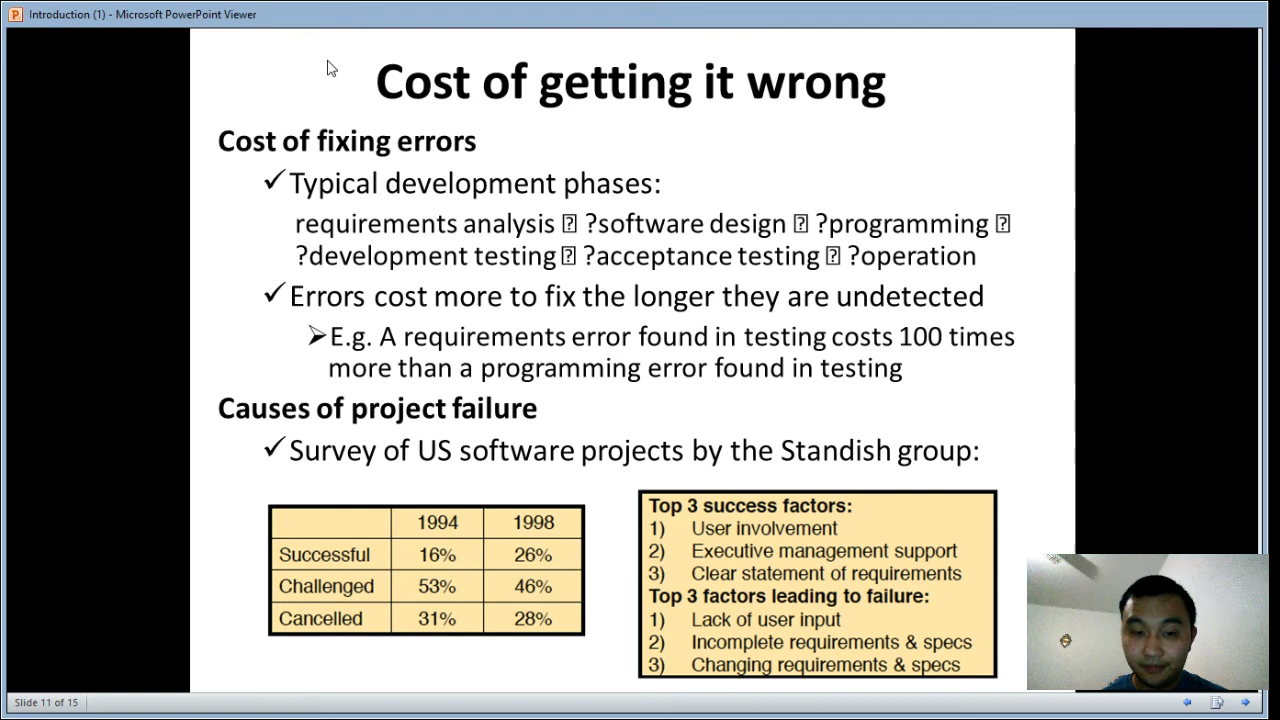 Introduction (1) - Microsoft PowerPoint Viewer
Cost of getting it wrong
Cost of fixing errors
✓Typical development phases:
requirements analysis ⍰ ?software design ⍰ ?programming ⍰
?development testing ⍰ ?acceptance testing ⍰ ?operation
✓Errors cost more to fix the longer they are undetected
➢E.g. A requirements error found in testing costs 100 times
more than a programming error found in testing
Causes of project failure
✓Survey of US software projects by the Standish group:
1994 1998
Successful 16% 26%
Challenged 53% 46%
Cancelled 31% 28%
Top 3 success factors:
1) User involvement
2) Executive management support
3) Clear statement of requirements
Top 3 factors leading to failure:
1) Lack of user input
2) Incomplete requirements & specs
3) Changing requirements & specs
Slide 11 of 15